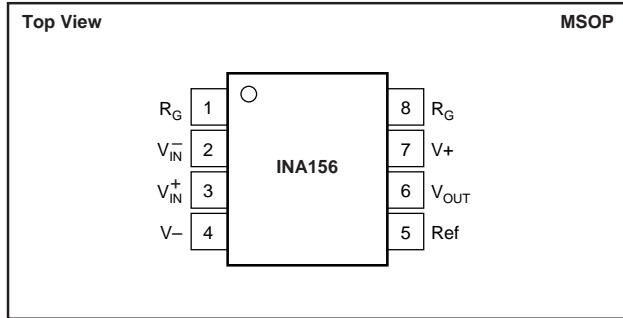 Top View MSOP
R_G 1 8 R_G
V_IN^– 2 7 V+
INA156
V_IN^+ 3 6 V_OUT
V– 4 5 Ref